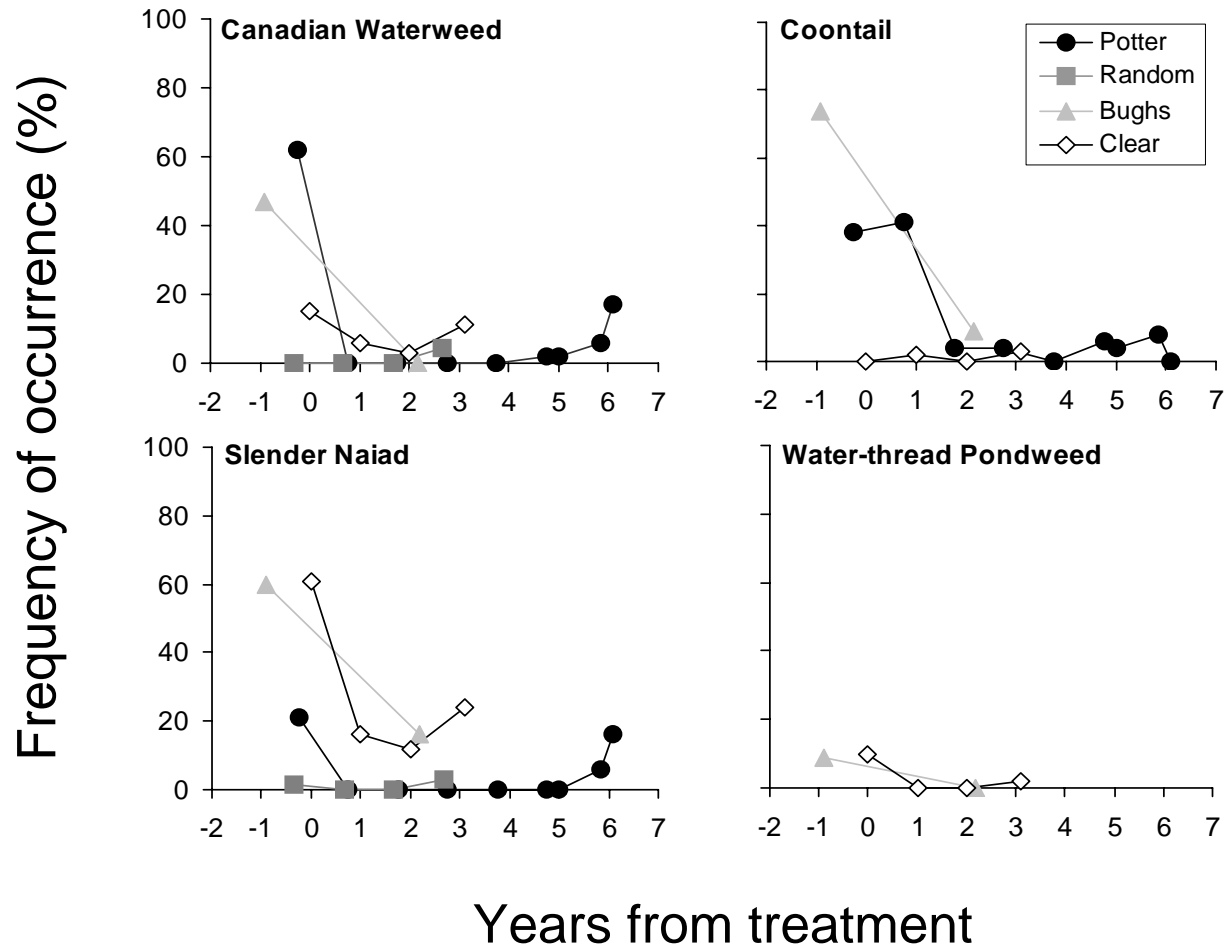 Frequency of occurrence (%)
Canadian Waterweed
100
80
60
40
20
0
-2 -1 0 1 2 3 4 5 6 7
Coontail
Potter
Random
Bughs
Clear
-2 -1 0 1 2 3 4 5 6 7
Slender Naiad
100
80
60
40
20
0
-2 -1 0 1 2 3 4 5 6 7
Water-thread Pondweed
-2 -1 0 1 2 3 4 5 6 7
Years from treatment